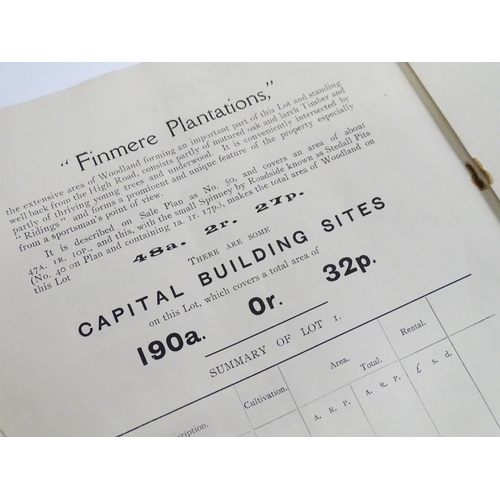 "Finmere Plantations,"
the extensive area of Woodland forming an important part of this Lot and standing
well back from the High Road, consists partly of matured oak and larch Timber and
partly of thriving young trees and underwood. It is conveniently intersected by
"Ridings" and forms a prominent and unique feature of the property especially
from a sportsman's point of view.
It is described on Sale Plan as No. 50, and covers an area of about
47A. 1R. 10P., and this, with the small Spinney by Roadside known as Stedall Pits
(No. 40 on Plan and containing 1a. 1r. 17p.), makes the total area of Woodland on
this Lot
48a. 2r. 27p.
THERE ARE SOME
CAPITAL BUILDING SITES
on this Lot, which covers a total area of
190a. 0r. 32p.
SUMMARY OF LOT 1.
Cultivation. Area. Rental.
Total.
A. R. P. A. R. P. £ s. d.